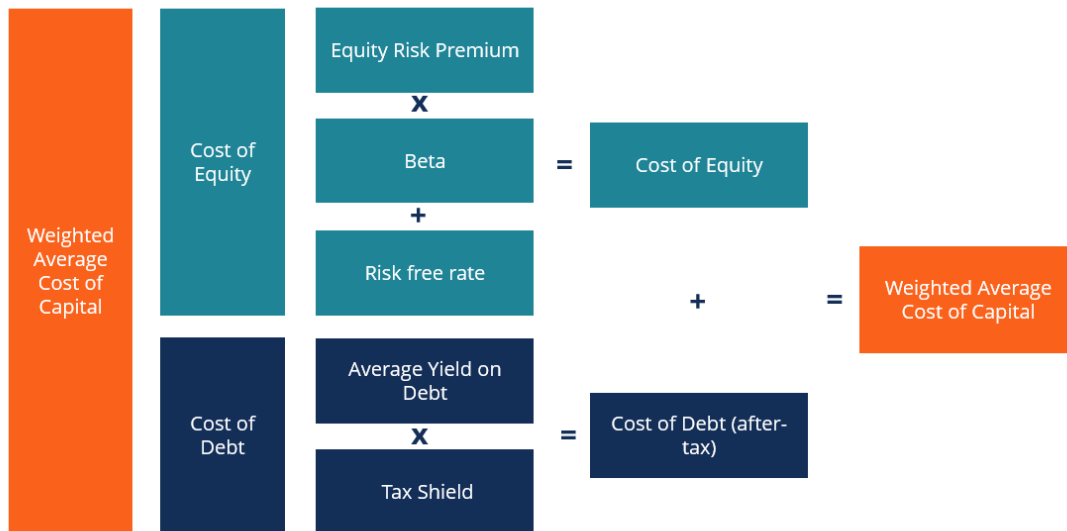 Weighted
Average
Cost of
Capital
Cost of
Equity
Equity Risk Premium
x
Beta
+
Risk free rate
=
Cost of Equity
Cost of
Debt
Average Yield on
Debt
x
Tax Shield
=
Cost of Debt (after-
tax)
+
=
Weighted Average
Cost of Capital